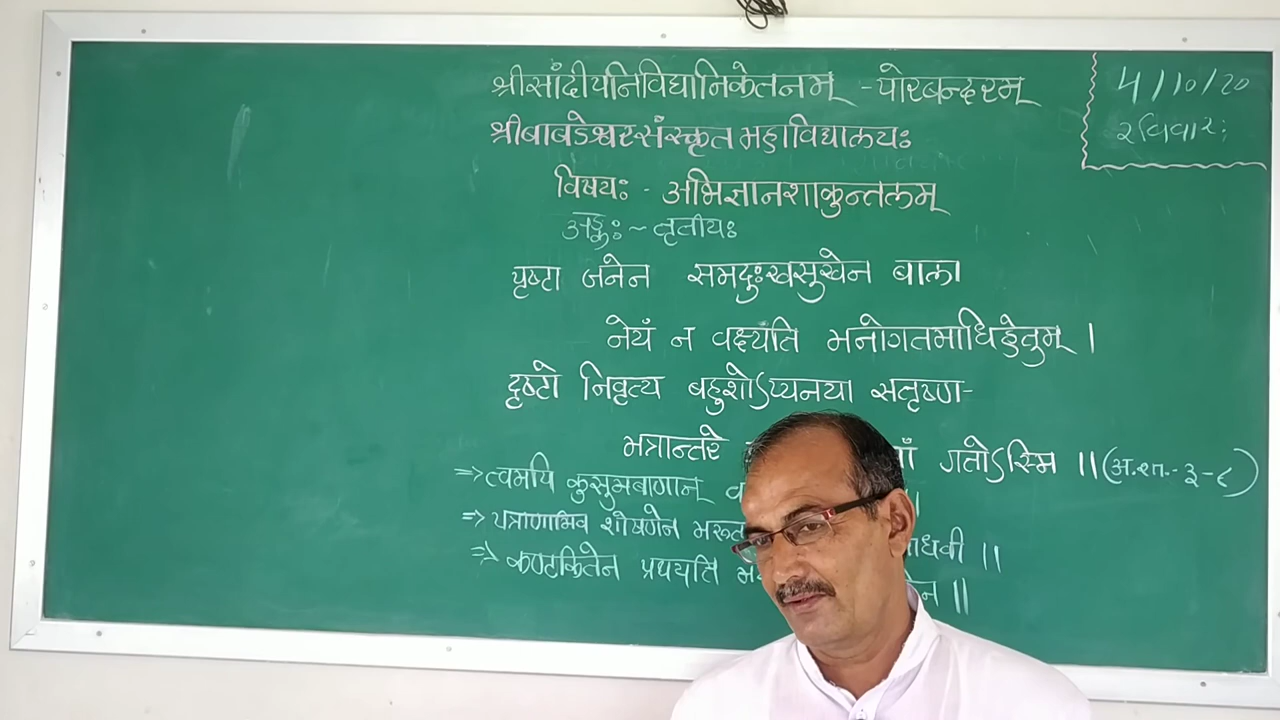 श्रीसांदीपनिविद्यानिकेतनम् - पोरबन्दरम्
श्रीबाबडेश्वरसंस्कृतमहाविद्यालयः
4/10/20
रविवारः
विषयः - अभिज्ञानशाकुन्तलम्
अङ्कः ~ तृतीयः
पृष्टा जनेन समदुःखसुखेन बाला
नेयं न वक्ष्यति मनोगतमाधिहेतुम् ।
दृष्टो निवृत्य बहुशोऽप्यनया सतृष्ण-
मत्रान्तरे गतोऽस्मि ॥ (अ.शा.-३-८)
⇒ त्वमपि कुसुमबाणान् ॥
⇒ पत्राणामिव शोषणेन माधवी ॥
⇒ कण्टकितेन प्रथयति ॥